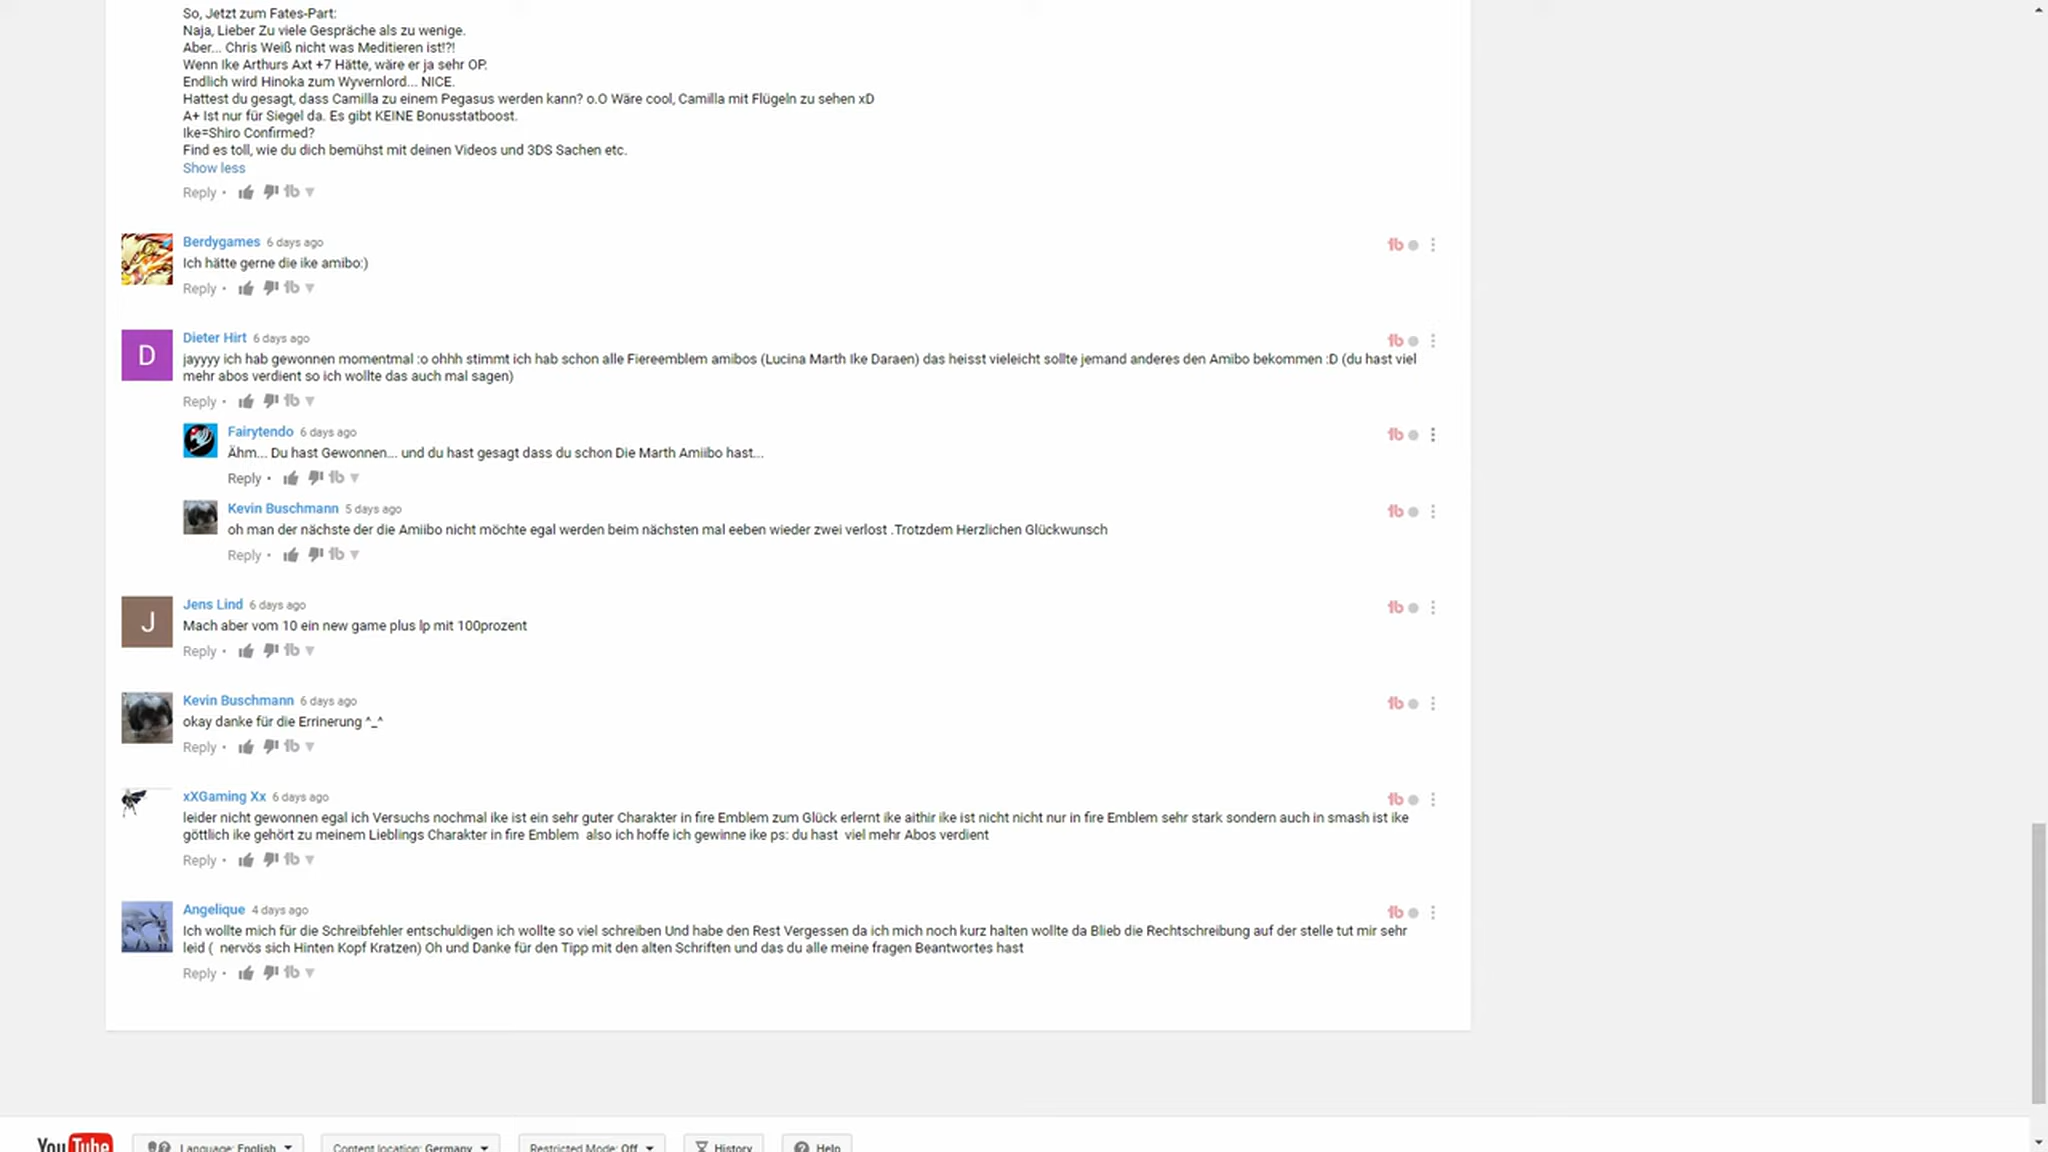 So, Jetzt zum Fates-Part:
Naja, Lieber Zu viele Gespräche als zu wenige.
Aber... Chris Weiß nicht was Meditieren ist!?!
Wenn Ike Arthurs Axt +7 Hätte, wäre er ja sehr OP.
Endlich wird Hinoka zum Wyvernlord... NICE.
Hattest du gesagt, dass Camilla zu einem Pegasus werden kann? o.O Wäre cool, Camilla mit Flügeln zu sehen xD
A+ Ist nur für Siegel da. Es gibt KEINE Bonusstatboost.
Ike=Shiro Confirmed?
Find es toll, wie du dich bemühst mit deinen Videos und 3DS Sachen etc.
Show less
Reply •
Berdygames 6 days ago
Ich hätte gerne die ike amibo:)
Reply •
D
Dieter Hirt 6 days ago
jayyyy ich hab gewonnen momentmal :o ohhh stimmt ich hab schon alle Fiereemblem amibos (Lucina Marth Ike Daraen) das heisst vieleicht sollte jemand anderes den Amibo bekommen :D (du hast viel
mehr abos verdient so ich wollte das auch mal sagen)
Reply •
Fairytendo 6 days ago
Ähm... Du hast Gewonnen... und du hast gesagt dass du schon Die Marth Amiibo hast...
Reply •
Kevin Buschmann 5 days ago
oh man der nächste der die Amiibo nicht möchte egal werden beim nächsten mal eeben wieder zwei verlost .Trotzdem Herzlichen Glückwunsch
Reply •
J
Jens Lind 6 days ago
Mach aber vom 10 ein new game plus lp mit 100prozent
Reply •
Kevin Buschmann 6 days ago
okay danke für die Errinerung ^_^
Reply •
xXGaming Xx 6 days ago
leider nicht gewonnen egal ich Versuchs nochmal ike ist ein sehr guter Charakter in fire Emblem zum Glück erlernt ike aithir ike ist nicht nicht nur in fire Emblem sehr stark sondern auch in smash ist ike
göttlich ike gehört zu meinem Lieblings Charakter in fire Emblem  also ich hoffe ich gewinne ike ps: du hast  viel mehr Abos verdient
Reply •
Angelique 4 days ago
Ich wollte mich für die Schreibfehler entschuldigen ich wollte so viel schreiben Und habe den Rest Vergessen da ich mich noch kurz halten wollte da Blieb die Rechtschreibung auf der stelle tut mir sehr
leid (  nervös sich Hinten Kopf Kratzen) Oh und Danke für den Tipp mit den alten Schriften und das du alle meine fragen Beantwortes hast
Reply •
YouTube Language: English Content location: Germany Restricted Mode: Off History Help